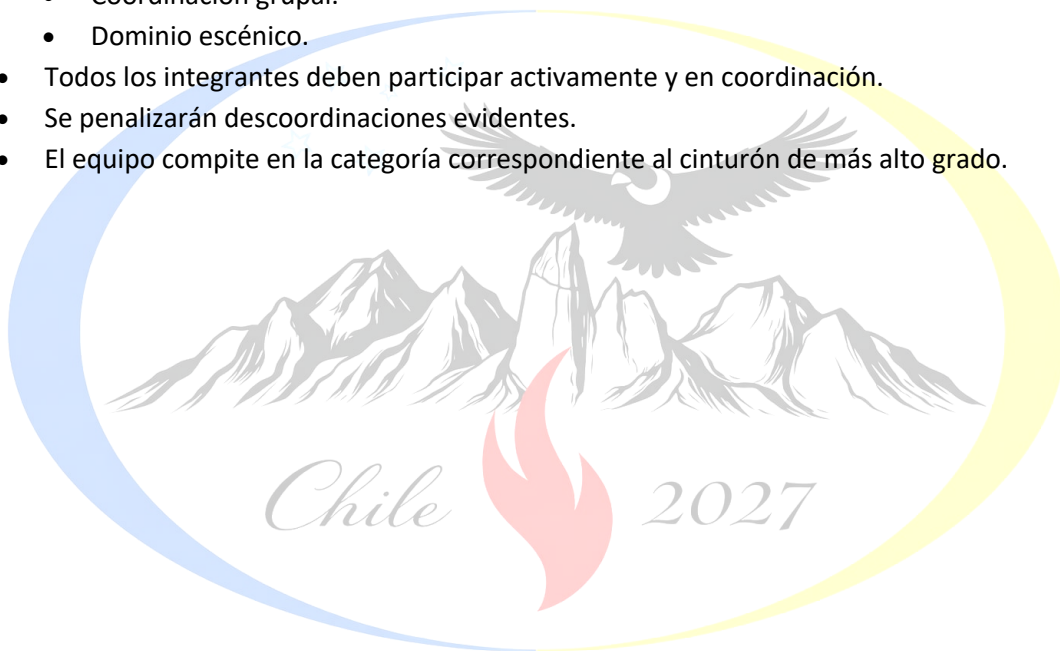 • Coordinación grupal.
• Dominio escénico.
• Todos los integrantes deben participar activamente y en coordinación.
• Se penalizarán descoordinaciones evidentes.
• El equipo compite en la categoría correspondiente al cinturón de más alto grado.
Chile 2027